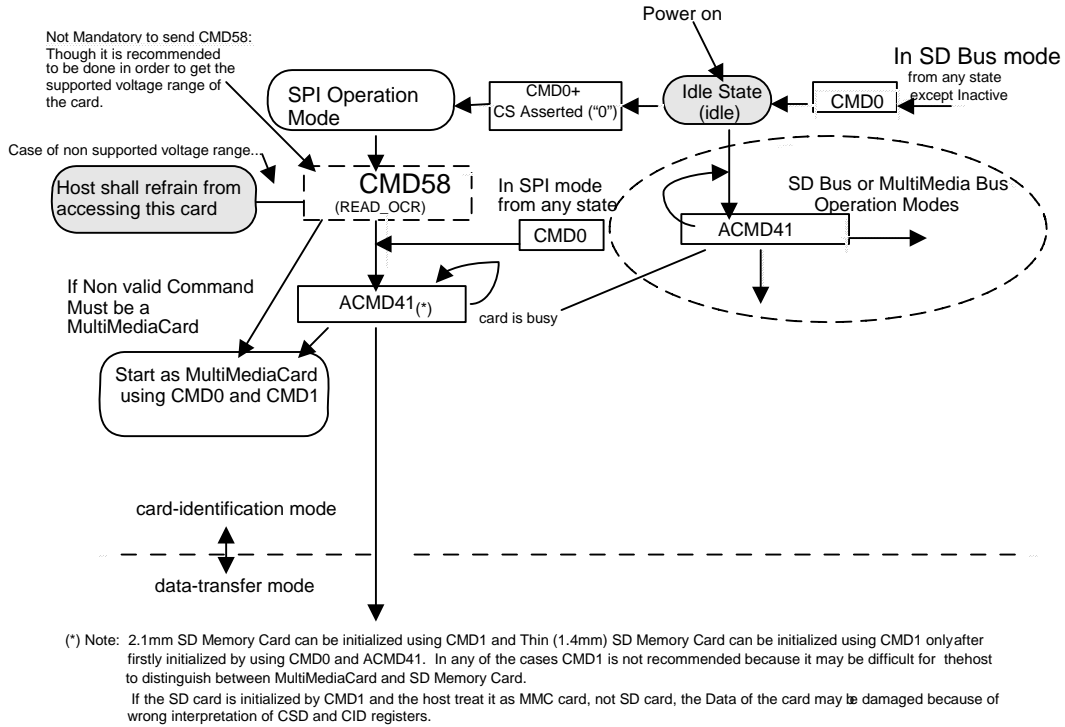 Power on
Not Mandatory to send CMD58:
Though it is recommended
to be done in order to get the
supported voltage range of
the card.
In SD Bus mode
from any state
except Inactive
SPI Operation
Mode
CMD0+
CS Asserted (“0”)
Idle State
(idle)
CMD0
Case of non supported voltage range...
Host shall refrain from
accessing this card
CMD58
(READ_OCR)
In SPI mode
from any state
CMD0
SD Bus or MultiMedia Bus
Operation Modes
ACMD41
If Non valid Command
Must be a
MultiMediaCard
ACMD41(*)
card is busy
Start as MultiMediaCard
using CMD0 and CMD1
card-identification mode
data-transfer mode
(*) Note: 2.1mm SD Memory Card can be initialized using CMD1 and Thin (1.4mm) SD Memory Card can be initialized using CMD1 onlyafter
firstly initialized by using CMD0 and ACMD41. In any of the cases CMD1 is not recommended because it may be difficult for thehost
to distinguish between MultiMediaCard and SD Memory Card.
If the SD card is initialized by CMD1 and the host treat it as MMC card, not SD card, the Data of the card may be damaged because of
wrong interpretation of CSD and CID registers.